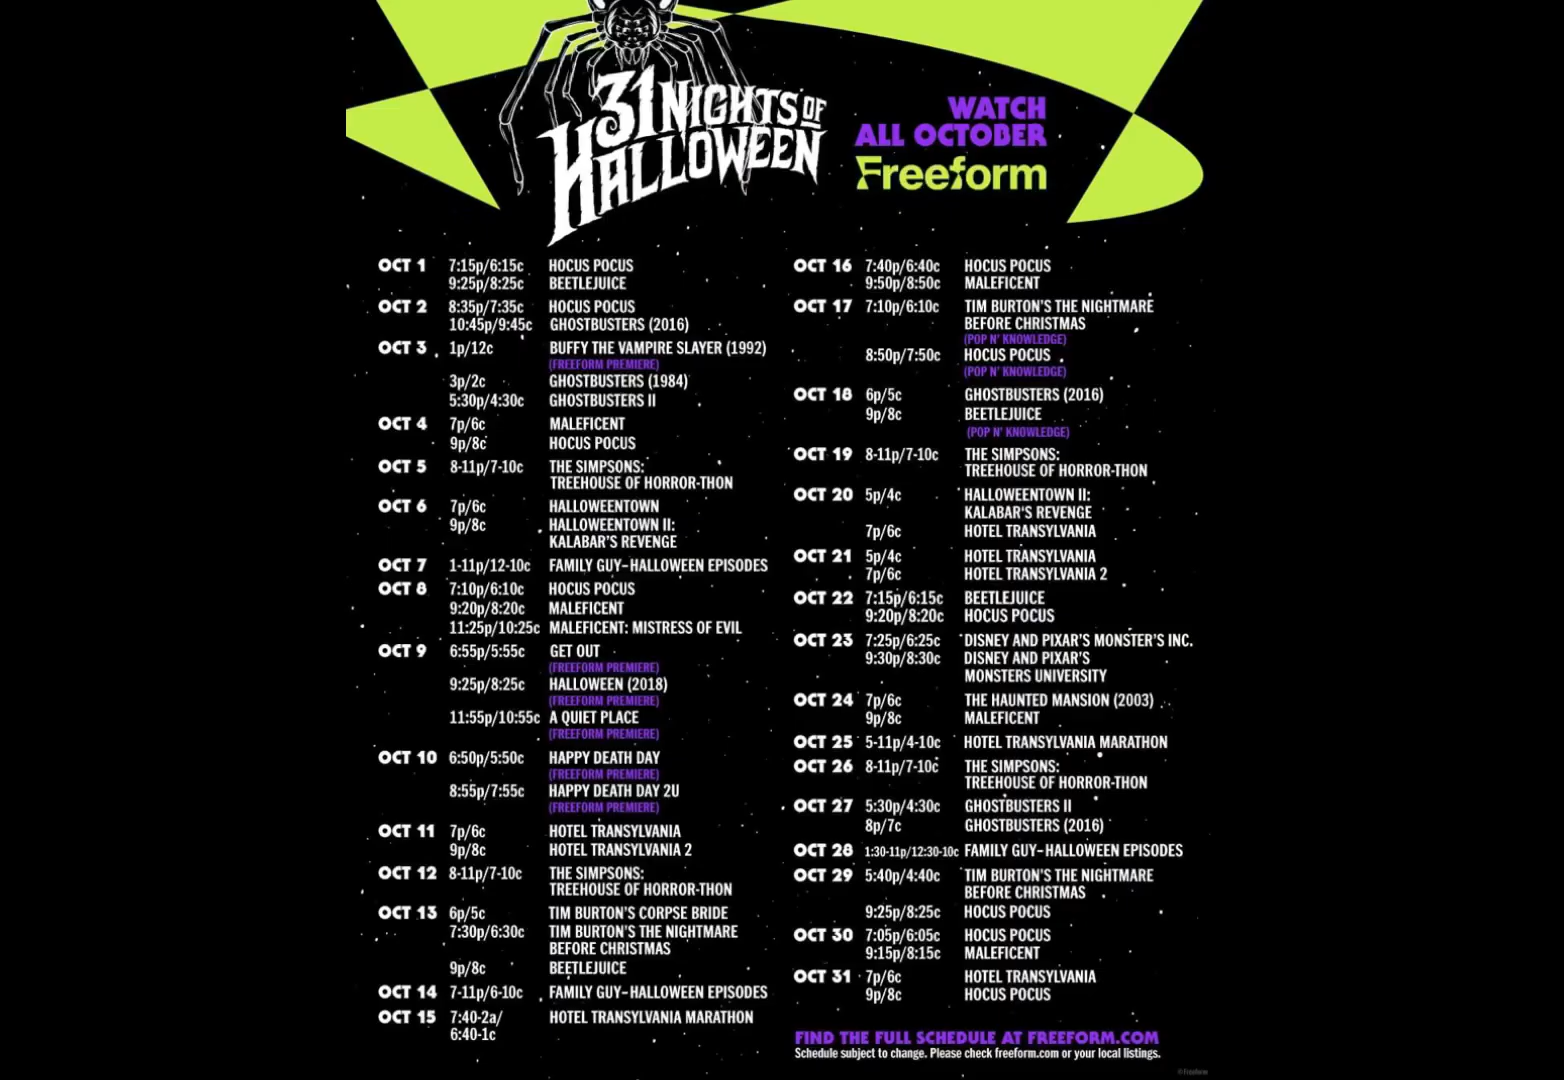 31 NIGHTS OF
HALLOWEEN
WATCH
ALL OCTOBER
Freeform
OCT 1 7:15p/6:15c HOCUS POCUS
9:25p/8:25c BEETLEJUICE
OCT 2 8:35p/7:35c HOCUS POCUS
10:45p/9:45c GHOSTBUSTERS (2016)
OCT 3 1p/12c BUFFY THE VAMPIRE SLAYER (1992)
(FREEFORM PREMIERE)
3p/2c GHOSTBUSTERS (1984)
5:30p/4:30c GHOSTBUSTERS II
OCT 4 7p/6c MALEFICENT
9p/8c HOCUS POCUS
OCT 5 8-11p/7-10c THE SIMPSONS:
TREEHOUSE OF HORROR-THON
OCT 6 7p/6c HALLOWEENTOWN
9p/8c HALLOWEENTOWN II:
KALABAR'S REVENGE
OCT 7 1-11p/12-10c FAMILY GUY-HALLOWEEN EPISODES
OCT 8 7:10p/6:10c HOCUS POCUS
9:20p/8:20c MALEFICENT
11:25p/10:25c MALEFICENT: MISTRESS OF EVIL
OCT 9 6:55p/5:55c GET OUT
(FREEFORM PREMIERE)
9:25p/8:25c HALLOWEEN (2018)
(FREEFORM PREMIERE)
11:55p/10:55c A QUIET PLACE
(FREEFORM PREMIERE)
OCT 10 6:50p/5:50c HAPPY DEATH DAY
(FREEFORM PREMIERE)
8:55p/7:55c HAPPY DEATH DAY 2U
(FREEFORM PREMIERE)
OCT 11 7p/6c HOTEL TRANSYLVANIA
9p/8c HOTEL TRANSYLVANIA 2
OCT 12 8-11p/7-10c THE SIMPSONS:
TREEHOUSE OF HORROR-THON
OCT 13 6p/5c TIM BURTON'S CORPSE BRIDE
7:30p/6:30c TIM BURTON'S THE NIGHTMARE
BEFORE CHRISTMAS
9p/8c BEETLEJUICE
OCT 14 7-11p/6-10c FAMILY GUY-HALLOWEEN EPISODES
OCT 15 7:40-2a/ HOTEL TRANSYLVANIA MARATHON
6:40-1c
OCT 16 7:40p/6:40c HOCUS POCUS
9:50p/8:50c MALEFICENT
OCT 17 7:10p/6:10c TIM BURTON'S THE NIGHTMARE
BEFORE CHRISTMAS
(POP N' KNOWLEDGE)
8:50p/7:50c HOCUS POCUS
(POP N' KNOWLEDGE)
OCT 18 6p/5c GHOSTBUSTERS (2016)
9p/8c BEETLEJUICE
(POP N' KNOWLEDGE)
OCT 19 8-11p/7-10c THE SIMPSONS:
TREEHOUSE OF HORROR-THON
OCT 20 5p/4c HALLOWEENTOWN II:
KALABAR'S REVENGE
7p/6c HOTEL TRANSYLVANIA
OCT 21 5p/4c HOTEL TRANSYLVANIA
7p/6c HOTEL TRANSYLVANIA 2
OCT 22 7:15p/6:15c BEETLEJUICE
9:20p/8:20c HOCUS POCUS
OCT 23 7:25p/6:25c DISNEY AND PIXAR'S MONSTER'S INC.
9:30p/8:30c DISNEY AND PIXAR'S
MONSTERS UNIVERSITY
OCT 24 7p/6c THE HAUNTED MANSION (2003)
9p/8c MALEFICENT
OCT 25 5-11p/4-10c HOTEL TRANSYLVANIA MARATHON
OCT 26 8-11p/7-10c THE SIMPSONS:
TREEHOUSE OF HORROR-THON
OCT 27 5:30p/4:30c GHOSTBUSTERS II
8p/7c GHOSTBUSTERS (2016)
OCT 28 1:30-11p/12:30-10c FAMILY GUY-HALLOWEEN EPISODES
OCT 29 5:40p/4:40c TIM BURTON'S THE NIGHTMARE
BEFORE CHRISTMAS
9:25p/8:25c HOCUS POCUS
OCT 30 7:05p/6:05c HOCUS POCUS
9:15p/8:15c MALEFICENT
OCT 31 7p/6c HOTEL TRANSYLVANIA
9p/8c HOCUS POCUS
FIND THE FULL SCHEDULE AT FREEFORM.COM
Schedule subject to change. Please check freeform.com or your local listings.
©Freeform